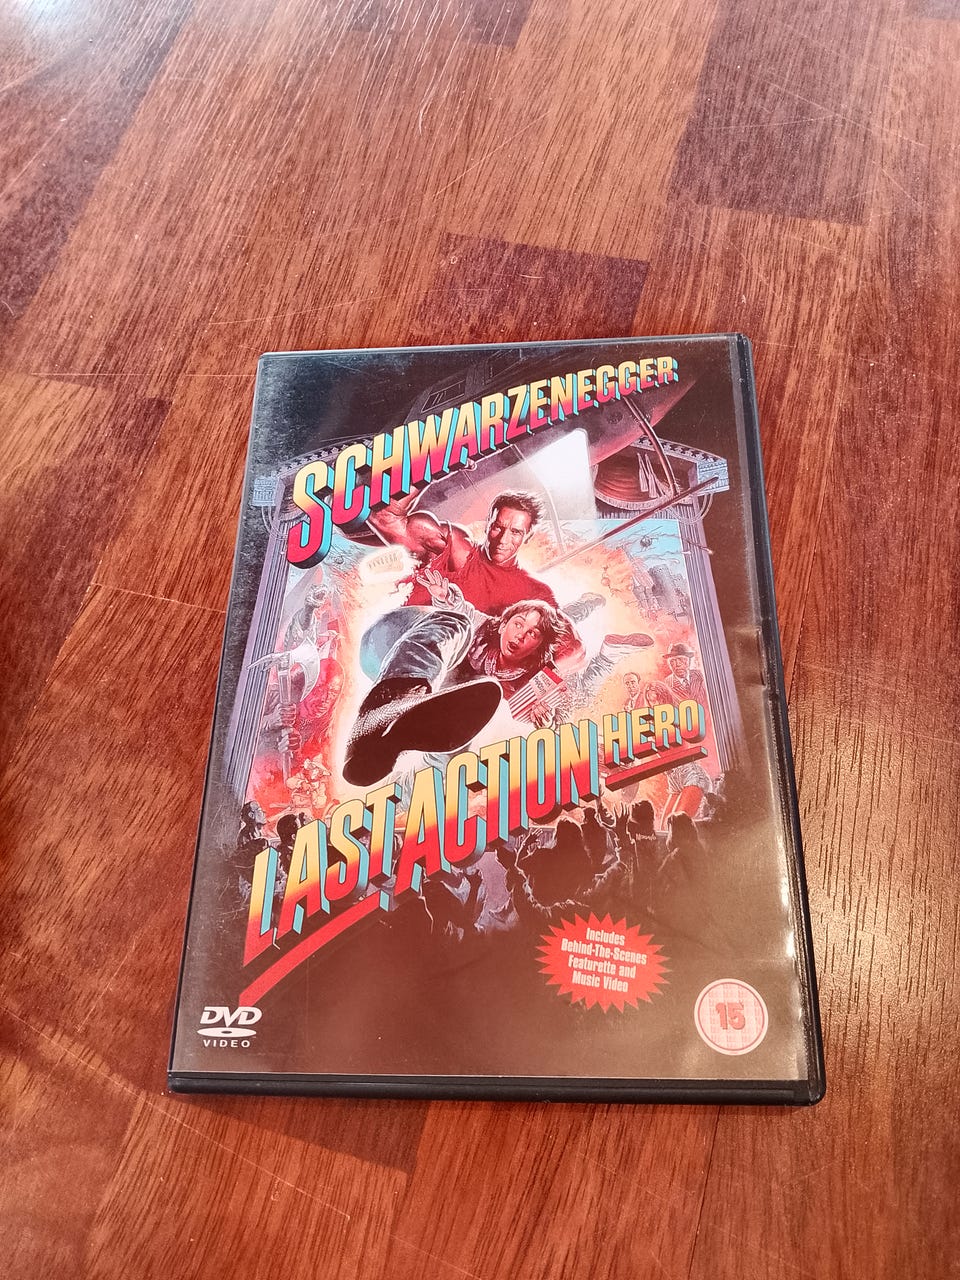 SCHWARZENEGGER
LAST ACTION HERO
Includes
Behind-The-Scenes
Featurette and
Music Video
15
DVD
VIDEO